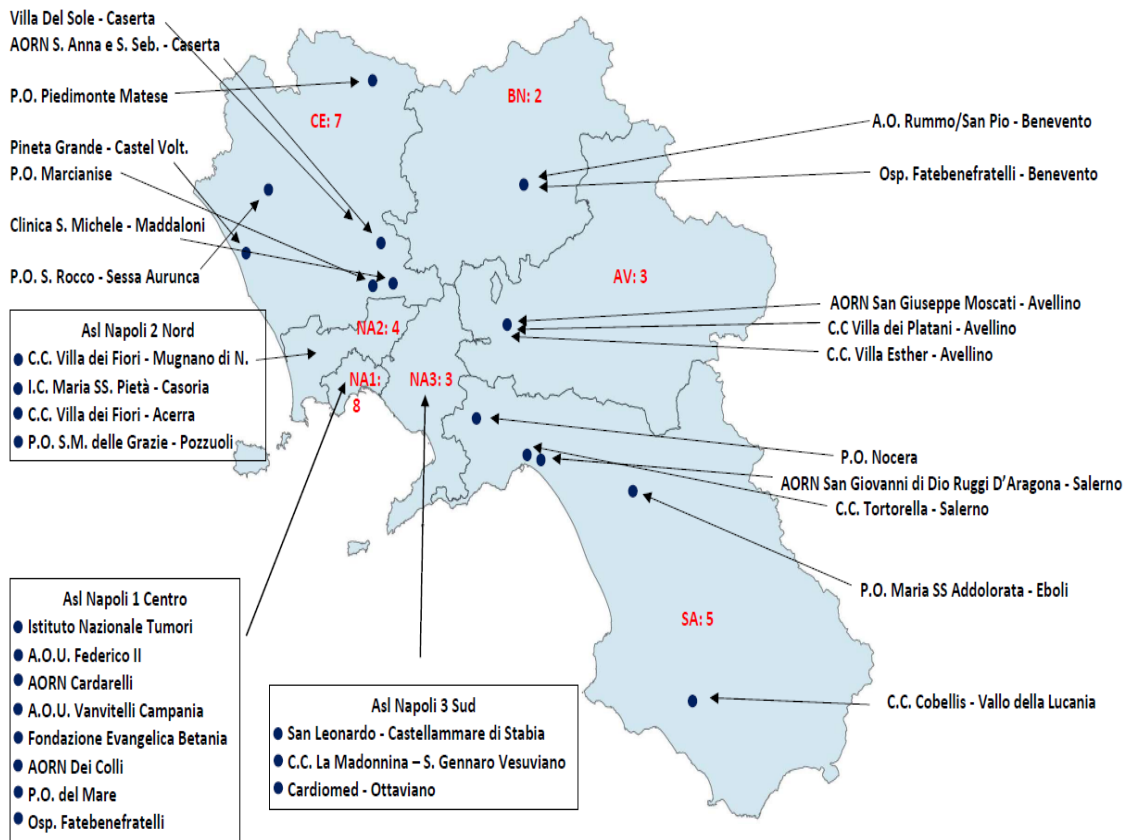 Villa Del Sole - Caserta
AORN S. Anna e S. Seb. - Caserta
P.O. Piedimonte Matese
Pineta Grande - Castel Volt.
P.O. Marcianise
Clinica S. Michele - Maddaloni
P.O. S. Rocco - Sessa Aurunca
CE: 7
BN: 2
A.O. Rummo/San Pio - Benevento
Osp. Fatebenefratelli - Benevento
AV: 3
AORN San Giuseppe Moscati - Avellino
C.C Villa dei Platani - Avellino
C.C. Villa Esther - Avellino
NA2: 4
NA1:
8
NA3: 3
Asl Napoli 2 Nord
C.C. Villa dei Fiori - Mugnano di N.
I.C. Maria SS. Pietà - Casoria
C.C. Villa dei Fiori - Acerra
P.O. S.M. delle Grazie - Pozzuoli
P.O. Nocera
AORN San Giovanni di Dio Ruggi D'Aragona - Salerno
C.C. Tortorella - Salerno
P.O. Maria SS Addolorata - Eboli
SA: 5
C.C. Cobellis - Vallo della Lucania
Asl Napoli 1 Centro
Istituto Nazionale Tumori
A.O.U. Federico II
AORN Cardarelli
A.O.U. Vanvitelli Campania
Fondazione Evangelica Betania
AORN Dei Colli
P.O. del Mare
Osp. Fatebenefratelli
Asl Napoli 3 Sud
San Leonardo - Castellammare di Stabia
C.C. La Madonnina – S. Gennaro Vesuviano
Cardiomed - Ottaviano